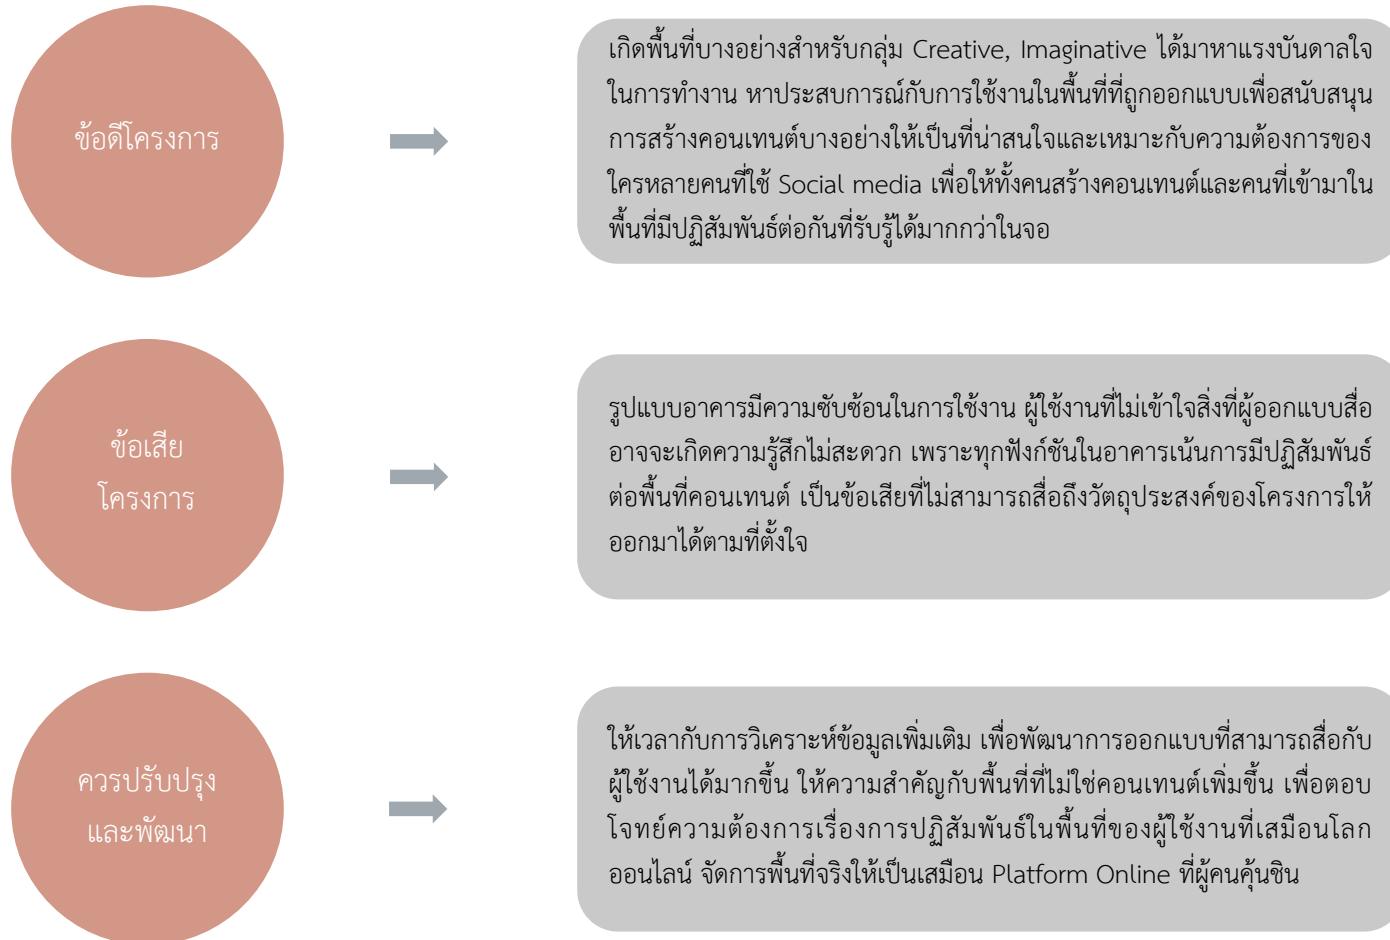 ข้อดีโครงการ
เกิดพื้นที่บางอย่างสำหรับกลุ่ม Creative, Imaginative ได้มาหาแรงบันดาลใจ
ในการทำงาน หาประสบการณ์กับการใช้งานในพื้นที่ที่ถูกออกแบบเพื่อสนับสนุน
การสร้างคอนเทนต์บางอย่างให้เป็นที่น่าสนใจและเหมาะกับความต้องการของ
ใครหลายคนที่ใช้ Social media เพื่อให้ทั้งคนสร้างคอนเทนต์และคนที่เข้ามาใน
พื้นที่มีปฏิสัมพันธ์ต่อกันที่รับรู้ได้มากกว่าในจอ
ข้อเสีย
โครงการ
รูปแบบอาคารมีความซับซ้อนในการใช้งาน ผู้ใช้งานที่ไม่เข้าใจสิ่งที่ผู้ออกแบบสื่อ
อาจจะเกิดความรู้สึกไม่สะดวก เพราะทุกฟังก์ชันในอาคารเน้นการมีปฏิสัมพันธ์
ต่อพื้นที่คอนเทนต์ เป็นข้อเสียที่ไม่สามารถสื่อถึงวัตถุประสงค์ของโครงการให้
ออกมาได้ตามที่ตั้งใจ
ควรปรับปรุง
และพัฒนา
ให้เวลากับการวิเคราะห์ข้อมูลเพิ่มเติม เพื่อพัฒนาการออกแบบที่สามารถสื่อกับ
ผู้ใช้งานได้มากขึ้น ให้ความสำคัญกับพื้นที่ที่ไม่ใช่คอนเทนต์เพิ่มขึ้น เพื่อตอบ
โจทย์ความต้องการเรื่องการปฏิสัมพันธ์ในพื้นที่ของผู้ใช้งานที่เสมือนโลก
ออนไลน์ จัดการพื้นที่จริงให้เป็นเสมือน Platform Online ที่ผู้คนคุ้นชิน